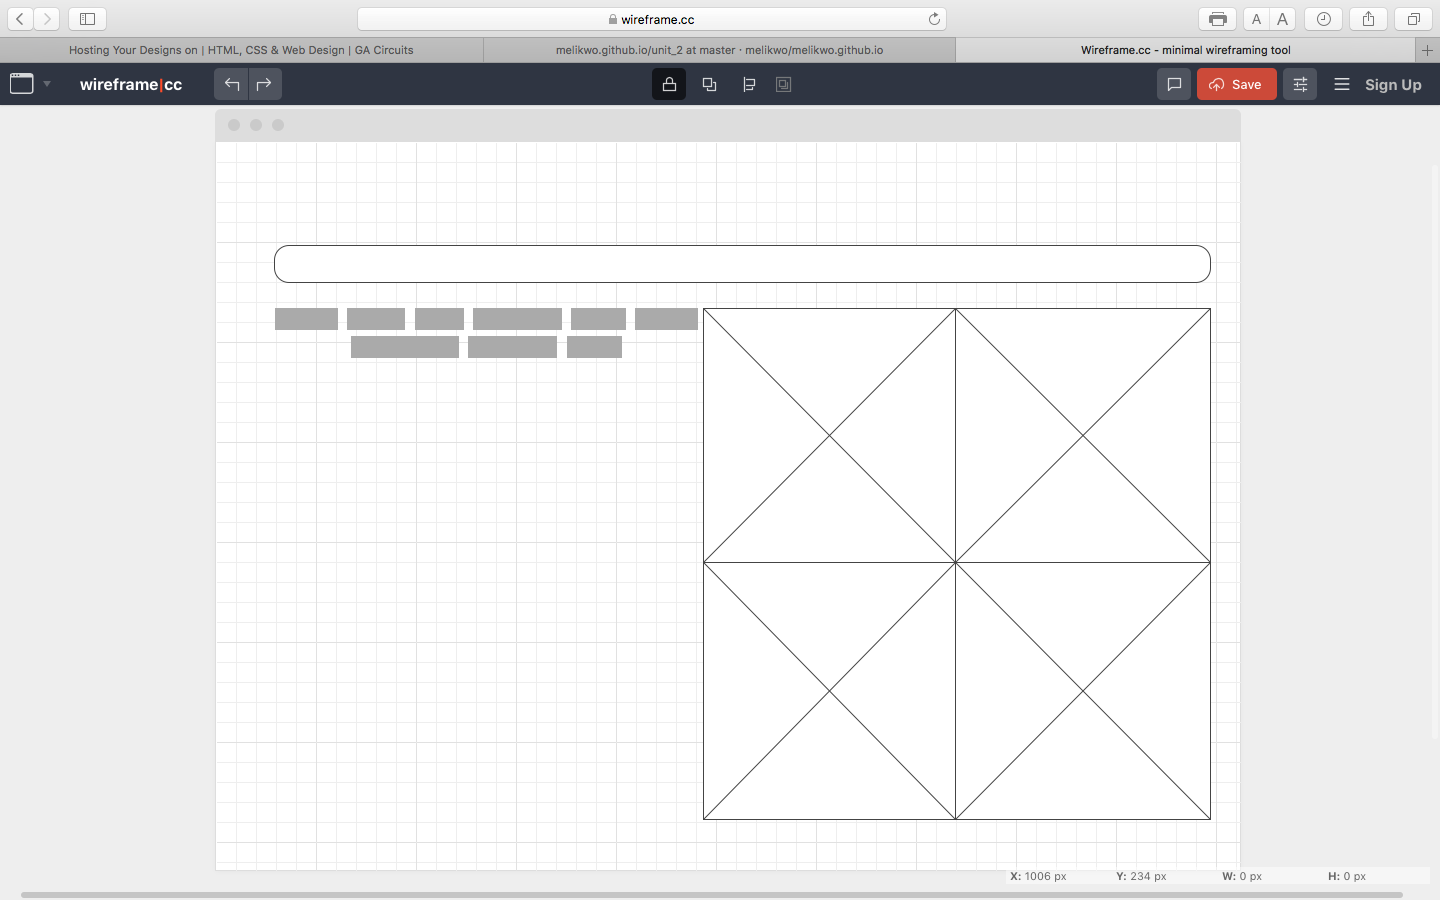 wireframe.cc
A A
Hosting Your Designs on | HTML, CSS & Web Design | GA Circuits
melikwo.github.io/unit_2 at master · melikwo/melikwo.github.io
Wireframe.cc - minimal wireframing tool
wireframe|cc
Save
Sign Up
X: 1006 px Y: 234 px W: 0 px H: 0 px